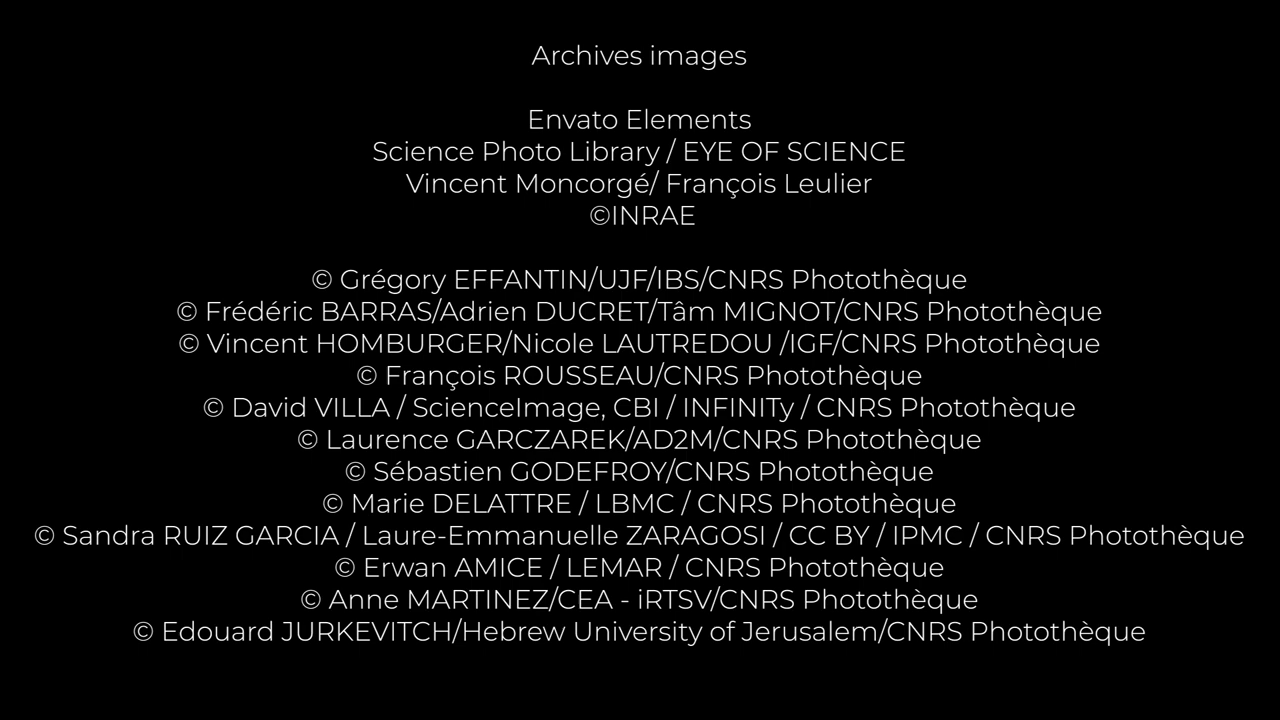 Archives images
Envato Elements
Science Photo Library / EYE OF SCIENCE
Vincent Moncorgé/ François Leulier
©INRAE
© Grégory EFFANTIN/UJF/IBS/CNRS Photothèque
© Frédéric BARRAS/Adrien DUCRET/Tâm MIGNOT/CNRS Photothèque
© Vincent HOMBURGER/Nicole LAUTREDOU /IGF/CNRS Photothèque
© François ROUSSEAU/CNRS Photothèque
© David VILLA / ScienceImage, CBI / INFINITy / CNRS Photothèque
© Laurence GARCZAREK/AD2M/CNRS Photothèque
© Sébastien GODEFROY/CNRS Photothèque
© Marie DELATTRE / LBMC / CNRS Photothèque
© Sandra RUIZ GARCIA / Laure-Emmanuelle ZARAGOSI / CC BY / IPMC / CNRS Photothèque
© Erwan AMICE / LEMAR / CNRS Photothèque
© Anne MARTINEZ/CEA - iRTSV/CNRS Photothèque
© Edouard JURKEVITCH/Hebrew University of Jerusalem/CNRS Photothèque